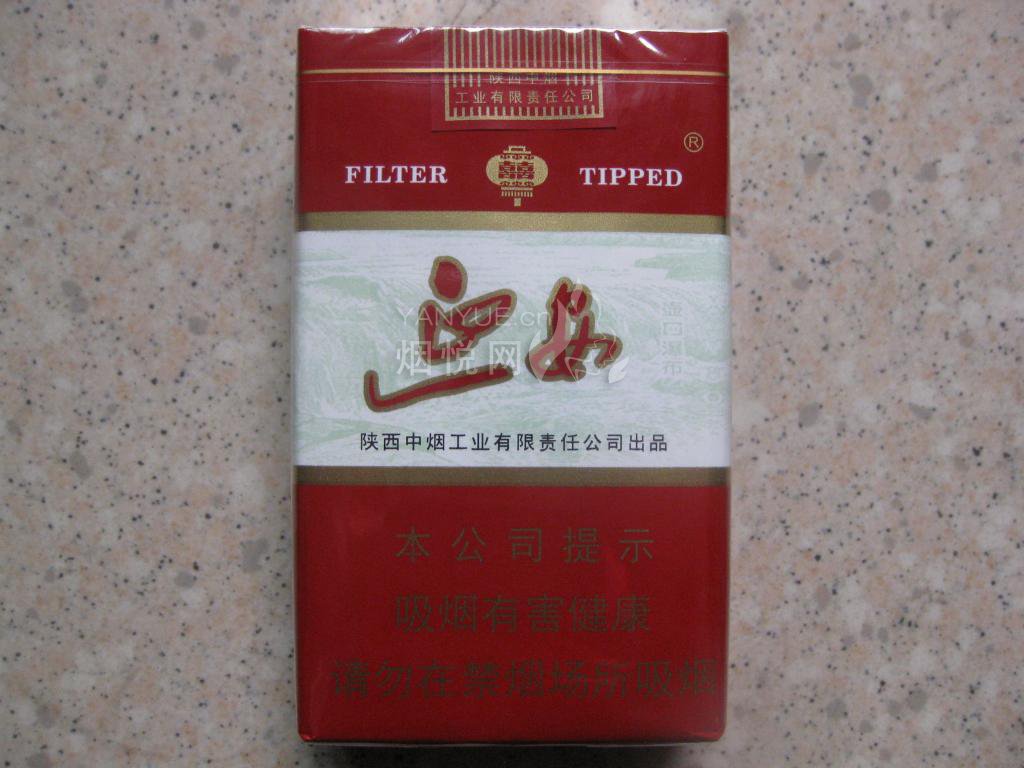 陕西中烟
工业有限责任公司
®
FILTER TIPPED
囍
延安
YANYUE.cn
烟悦网
壶口瀑布
陕西中烟工业有限责任公司出品
本公司提示
吸烟有害健康
请勿在禁烟场所吸烟